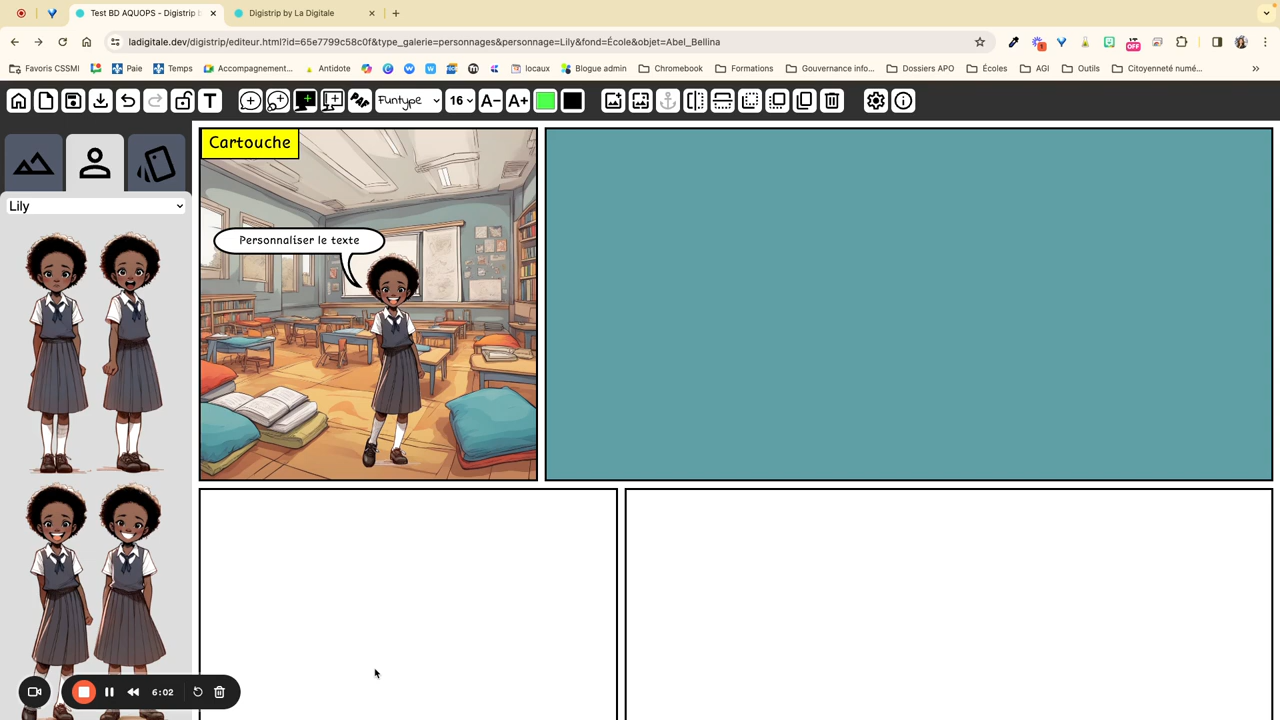 Test BD AQUOPS - Digistrip b
Digistrip by La Digitale
ladigitale.dev/digistrip/editeur.html?id=65e7799c58c0f&type_galerie=personnages&personnage=Lily&fond=École&objet=Abel_Bellina
OFF
Favoris CSSMI
Paie
Temps
Accompagnement...
Antidote
locaux
Blogue admin
Chromebook
Formations
Gouvernance info...
Dossiers APO
Écoles
AGI
Outils
Citoyenneté numé...
T
Funtype
16
A−
A+
Lily
Cartouche
Personnaliser le texte
6:02